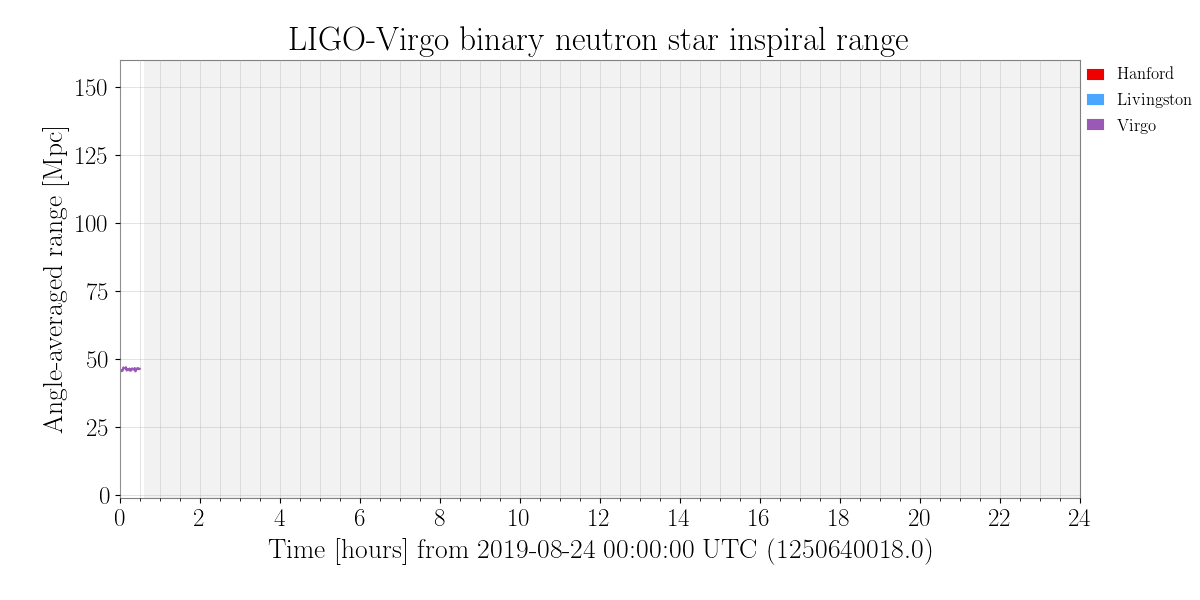 LIGO-Virgo binary neutron star inspiral range
Hanford
Livingston
Virgo
Angle-averaged range [Mpc]
150
125
100
75
50
25
0
0 2 4 6 8 10 12 14 16 18 20 22 24
Time [hours] from 2019-08-24 00:00:00 UTC (1250640018.0)